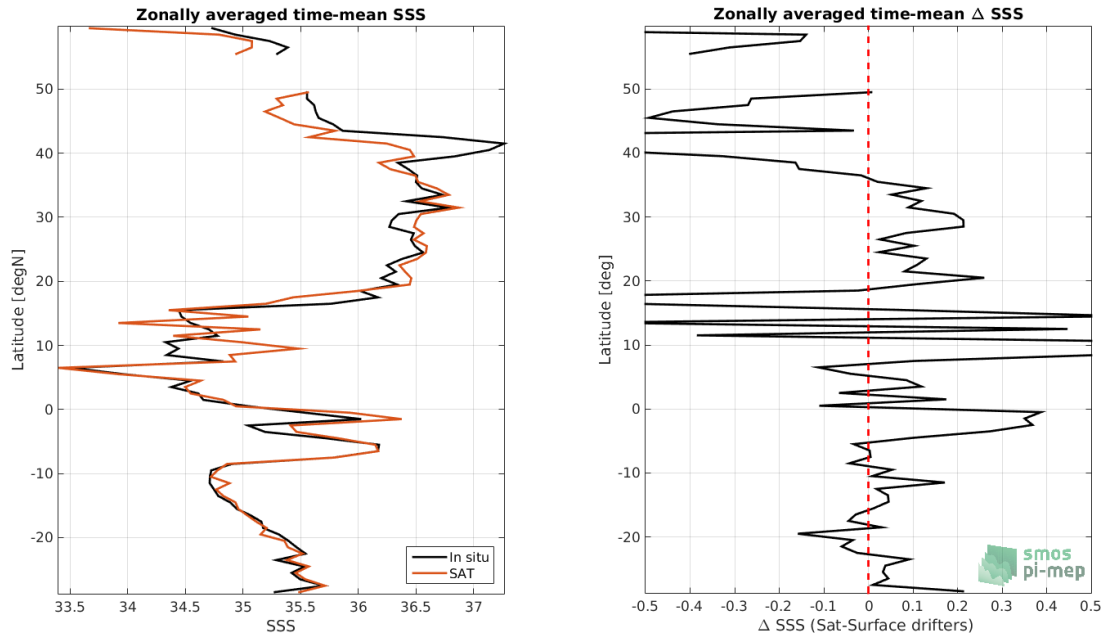 Zonally averaged time-mean SSS
50
40
30
20
10
0
-10
-20
Latitude [degN]
33.5 34 34.5 35 35.5 36 36.5 37
SSS
In situ
SAT
Zonally averaged time-mean Δ SSS
50
40
30
20
10
0
-10
-20
Latitude [deg]
-0.5 -0.4 -0.3 -0.2 -0.1 0 0.1 0.2 0.3 0.4 0.5
Δ SSS (Sat-Surface drifters)
smos
pi-mep